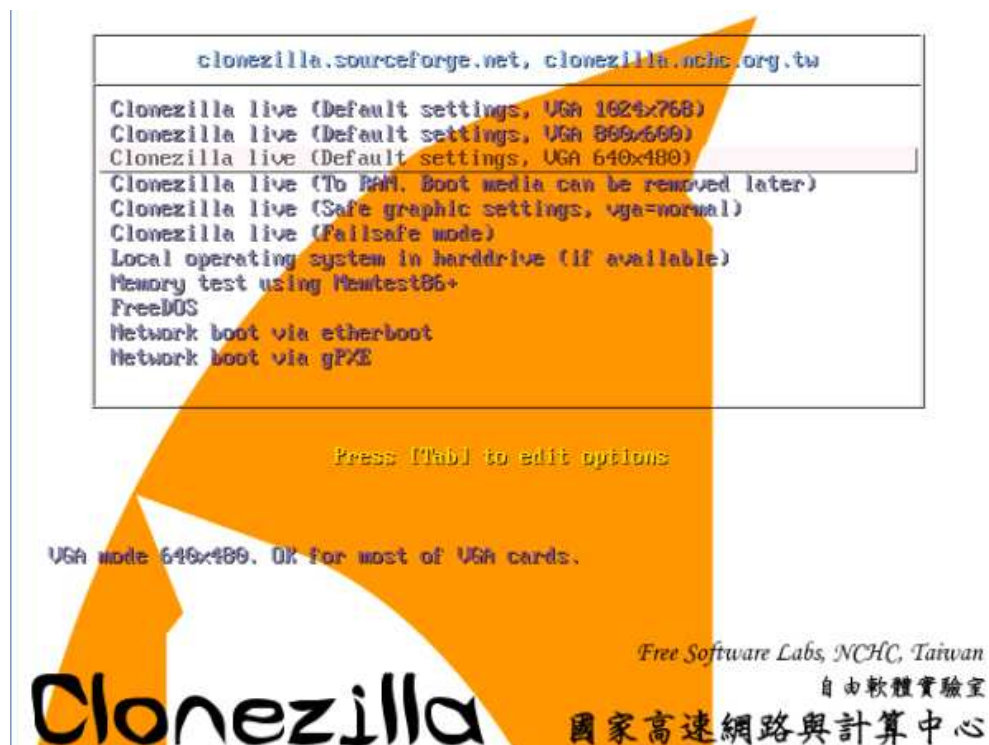 clonezilla.sourceforge.net, clonezilla.nchc.org.tw
Clonezilla live (Default settings, VGA 1024x768)
Clonezilla live (Default settings, VGA 800x600)
Clonezilla live (Default settings, VGA 640x480)
Clonezilla live (To RAM. Boot media can be removed later)
Clonezilla live (Safe graphic settings, vga=normal)
Clonezilla live (Failsafe mode)
Local operating system in harddrive (if available)
Memory test using Memtest86+
FreeDOS
Network boot via etherboot
Network boot via gPXE
Press [Tab] to edit options
VGA mode 640x480. OK for most of VGA cards.
Free Software Labs, NCHC, Taiwan
自由軟體實驗室
Clonezilla
國家高速網路與計算中心